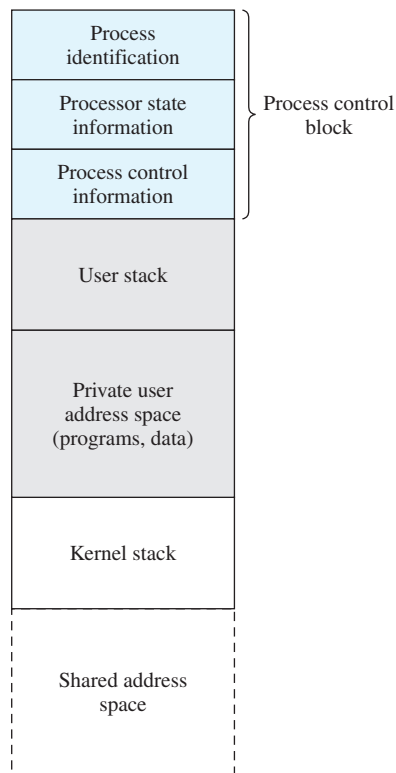 Process
identification
Processor state
information
Process control
block
Process control
information
User stack
Private user
address space
(programs, data)
Kernel stack
Shared address
space